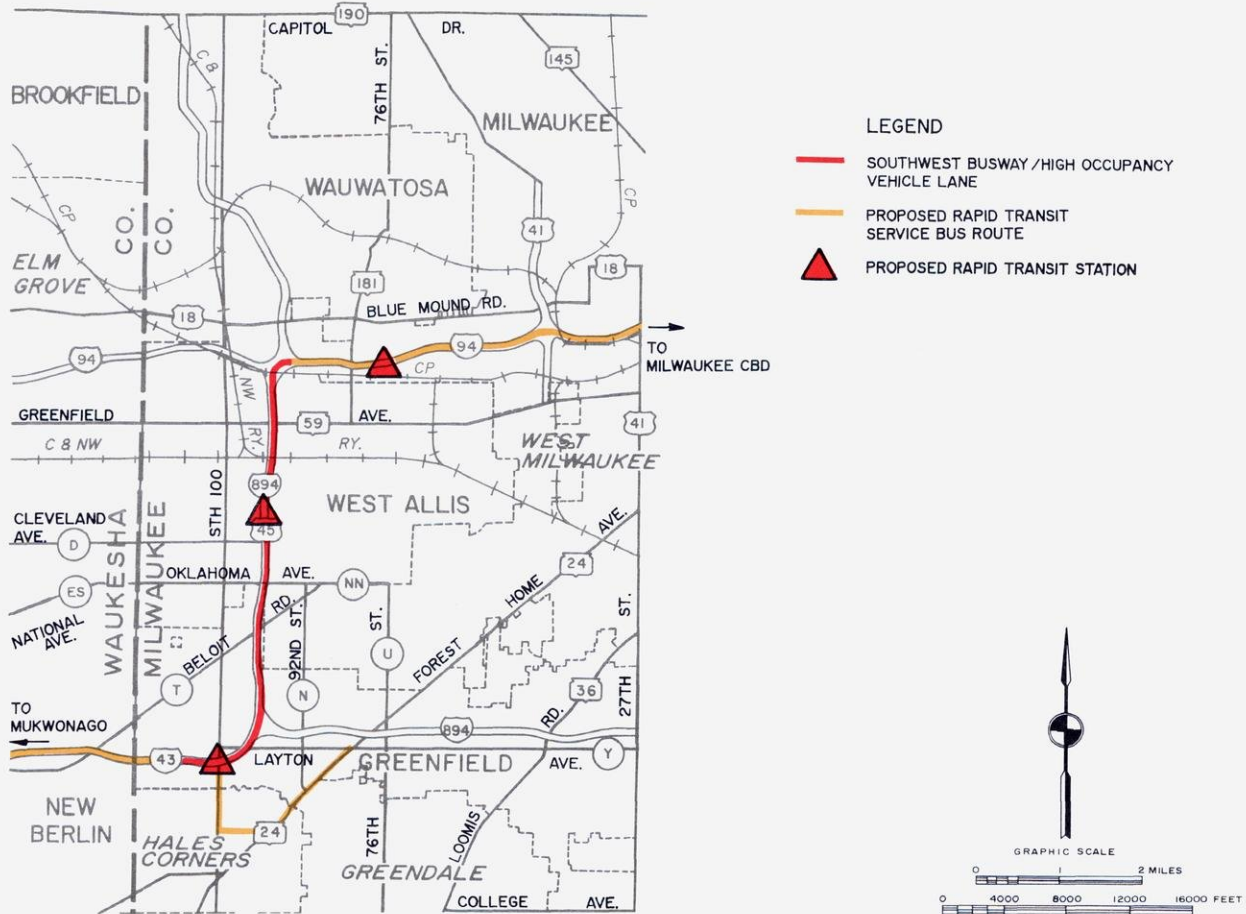 190
CAPITOL DR.
145
BROOKFIELD
C &
76TH ST.
MILWAUKEE
WAUWATOSA
CP
CP
CO. CO.
41
ELM
GROVE
18
181
BLUE MOUND RD.
18
94
94
TO
MILWAUKEE CBD
CP
NW
GREENFIELD AVE.
59
41
C & NW RY.
RY.
WEST
MILWAUKEE
894
WEST ALLIS
STH 100
45
CLEVELAND
AVE.
D
24
FOREST HOME AVE.
WAUKESHA
MILWAUKEE
OKLAHOMA AVE.
NN
ES
NATIONAL
AVE.
BELOIT RD.
92ND ST.
U
T
N
36
27TH ST.
TO
MUKWONAGO
894
43
LAYTON AVE.
GREENFIELD
Y
NEW
BERLIN
HALES
CORNERS
24
76TH ST.
LOOMIS RD.
GREENDALE
COLLEGE AVE.
LEGEND
SOUTHWEST BUSWAY/HIGH OCCUPANCY
VEHICLE LANE
PROPOSED RAPID TRANSIT
SERVICE BUS ROUTE
PROPOSED RAPID TRANSIT STATION
GRAPHIC SCALE
0 1 2 MILES
0 4000 8000 12000 16000 FEET